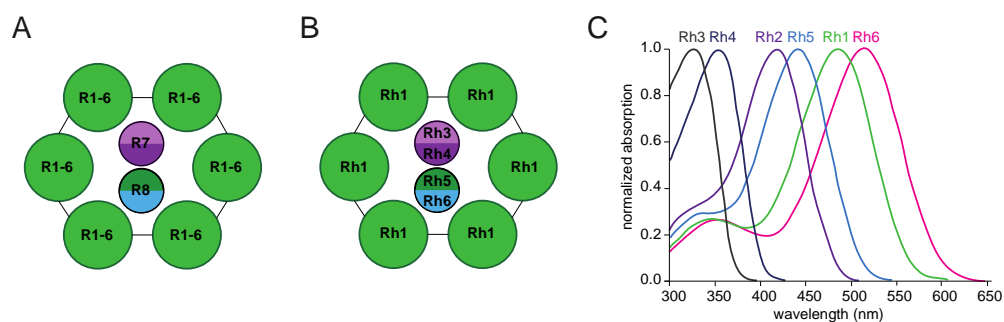 A
R1-6 R1-6
R7
R1-6 R1-6
R8
R1-6 R1-6
B
Rh1 Rh1
Rh3
Rh4
Rh1 Rh1
Rh5
Rh6
Rh1 Rh1
C
Rh3 Rh4 Rh2 Rh5 Rh1 Rh6
normalized absorption
1.0
0.8
0.6
0.4
0.2
0.0
300 350 400 450 500 550 600 650
wavelength (nm)